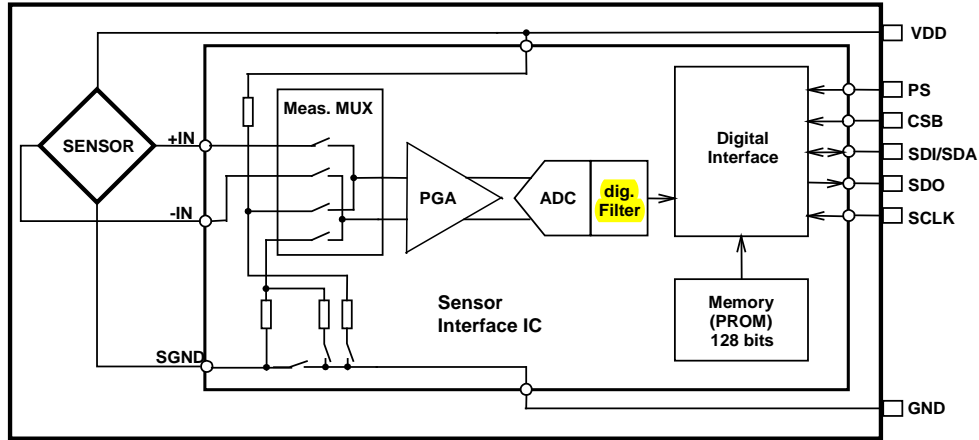 VDD
PS
Meas. MUX
CSB
+IN
Digital
Interface
SENSOR
SDI/SDA
dig.
Filter
PGA
ADC
SDO
-IN
SCLK
Sensor
Interface IC
Memory
(PROM)
128 bits
SGND
GND